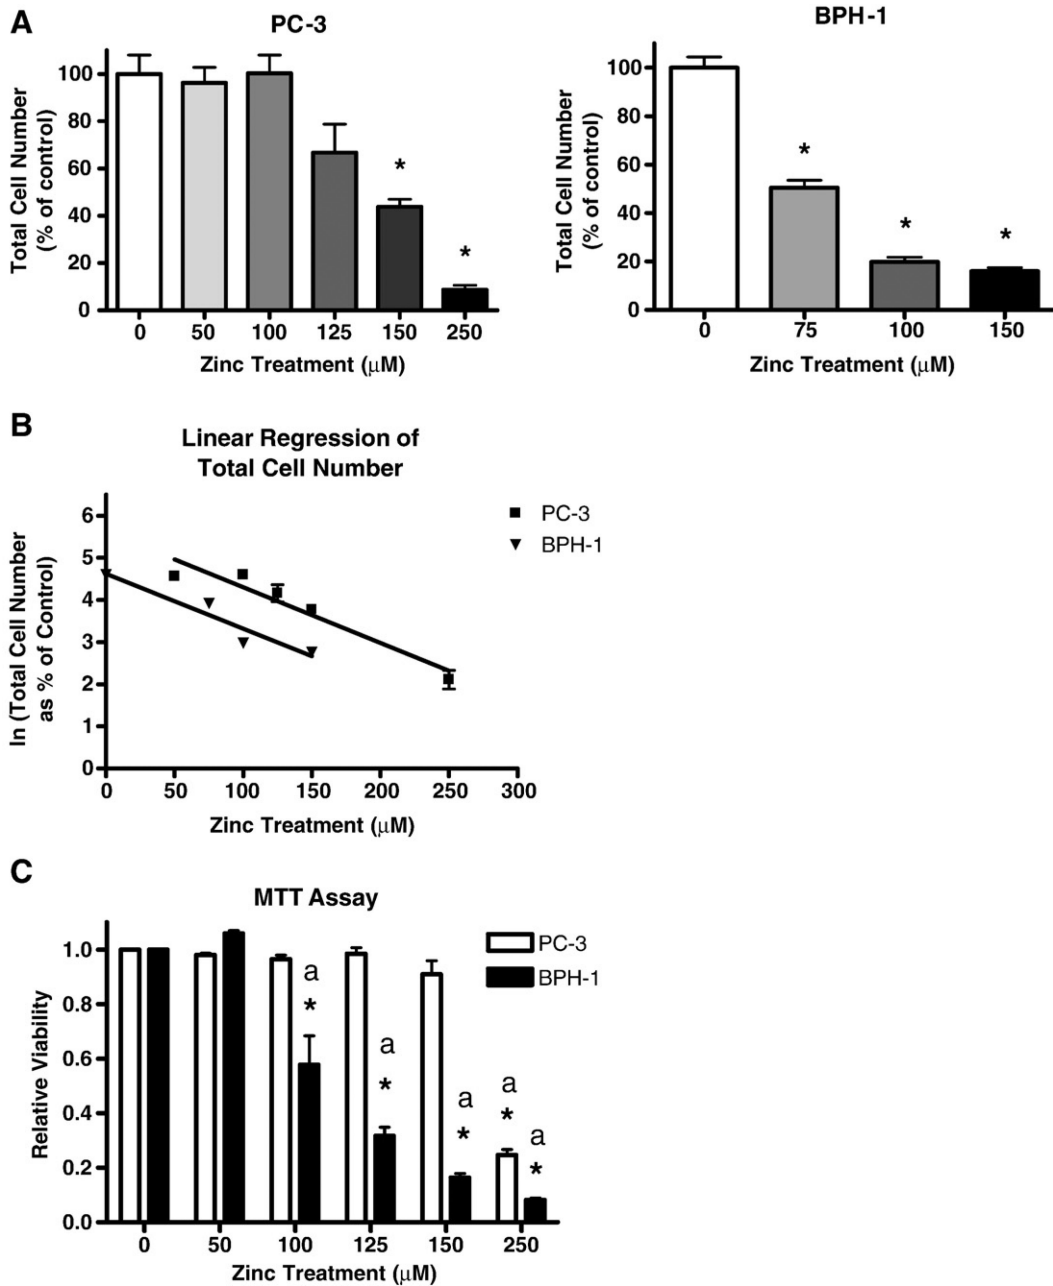 A
PC-3
Total Cell Number
(% of control)
100
80
60
40
20
0
*
*
0 50 100 125 150 250
Zinc Treatment (μM)
BPH-1
Total Cell Number
(% of control)
100
80
60
40
20
0
*
*
*
0 75 100 150
Zinc Treatment (μM)
B
Linear Regression of
Total Cell Number
ln (Total Cell Number
as % of Control)
6
5
4
3
2
1
0
0 50 100 150 200 250 300
Zinc Treatment (μM)
PC-3
BPH-1
C
MTT Assay
Relative Viability
1.0
0.8
0.6
0.4
0.2
0.0
a
*
a
*
a
*
a
*
a
*
0 50 100 125 150 250
Zinc Treatment (μM)
PC-3
BPH-1